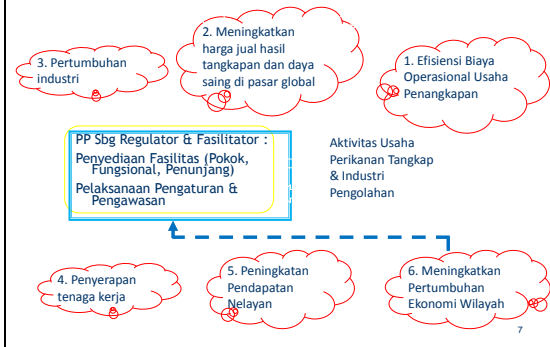 2. Meningkatkan
harga jual hasil
tangkapan dan daya
saing di pasar global
3. Pertumbuhan
industri
1. Efisiensi Biaya
Operasional Usaha
Penangkapan
PP Sbg Regulator & Fasilitator :
Penyediaan Fasilitas (Pokok,
Fungsional, Penunjang)
Pelaksanaan Pengaturan &
Pengawasan
Aktivitas Usaha
Perikanan Tangkap
& Industri
Pengolahan
4. Penyerapan
tenaga kerja
5. Peningkatan
Pendapatan
Nelayan
6. Meningkatkan
Pertumbuhan
Ekonomi Wilayah
7